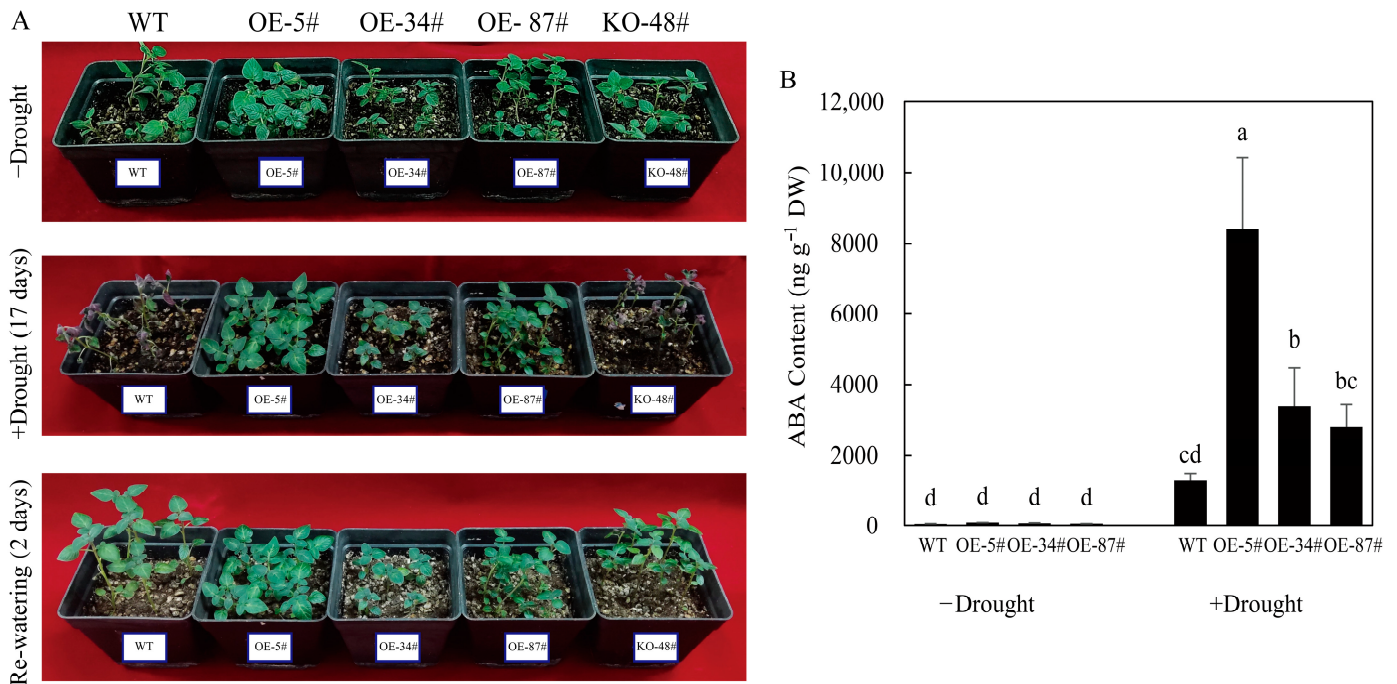 A
WT OE-5# OE-34# OE- 87# KO-48#
−Drought
WT OE-5# OE-34# OE-87# KO-48#
+Drought (17 days)
WT OE-5# OE-34# OE-87# KO-48#
Re-watering (2 days)
WT OE-5# OE-34# OE-87# KO-48#
B
ABA Content (ng g⁻¹ DW)
12,000
10,000
8000
6000
4000
2000
0
d d d d cd a b bc
WT OE-5# OE-34# OE-87# WT OE-5# OE-34# OE-87#
−Drought +Drought